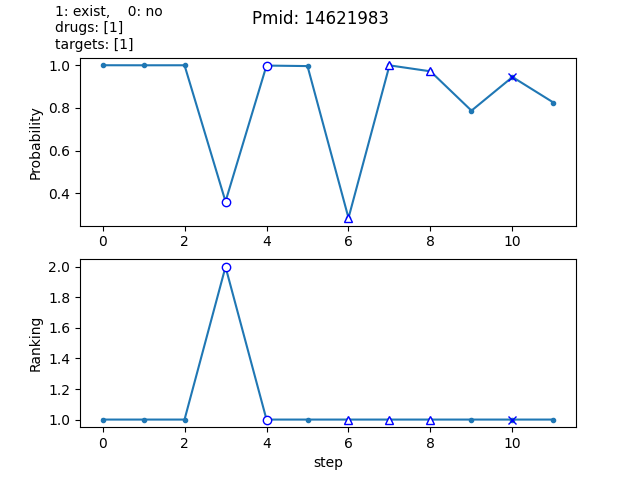 1: exist,    0: no
drugs: [1]
targets: [1]
Pmid: 14621983
Probability
1.0
0.8
0.6
0.4
0 2 4 6 8 10
Ranking
2.0
1.8
1.6
1.4
1.2
1.0
0 2 4 6 8 10
step